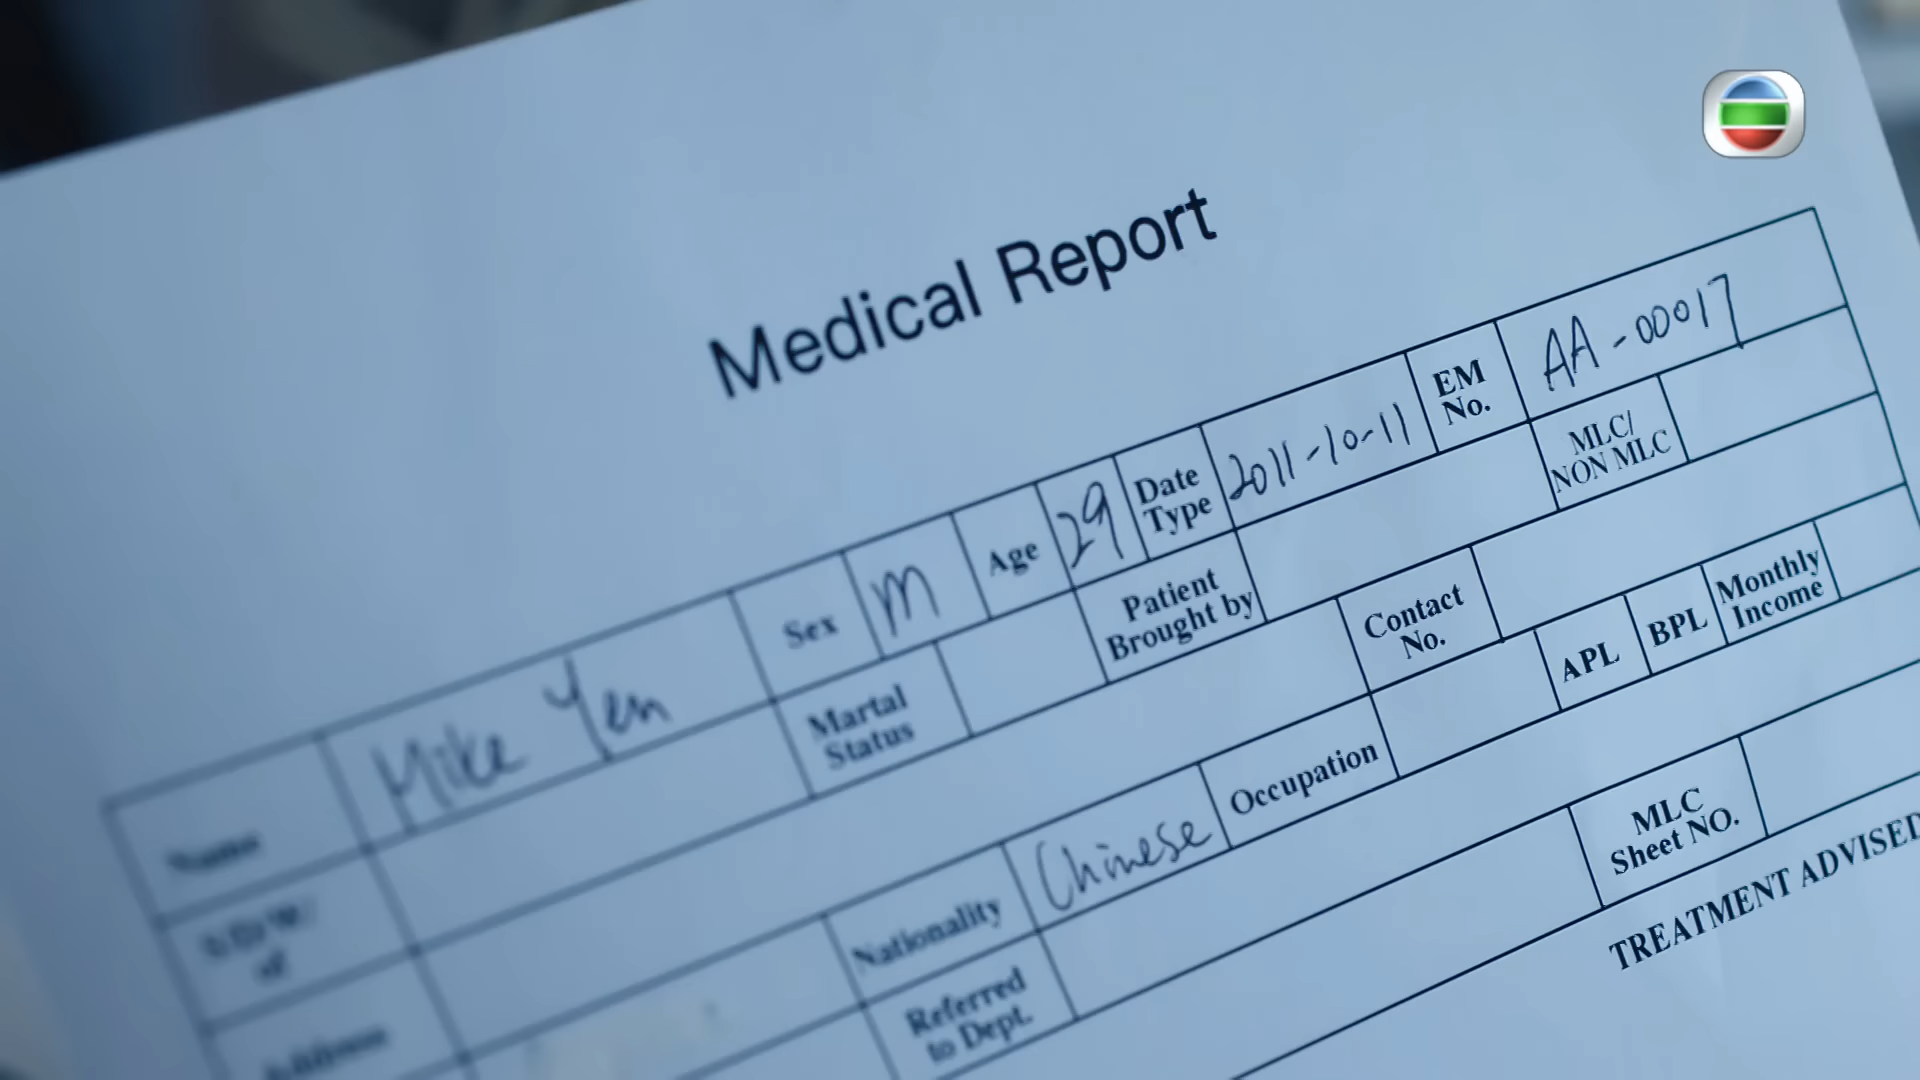 Medical Report
Name Mike Yen Sex M Age 29 Date Type 2011-10-11 EM No. AA-00017
Martal Status Patient Brought by MLC/ NON MLC
Contact No.
Nationality Chinese Occupation APL BPL Monthly Income
Referred to Dept. MLC Sheet NO.
TREATMENT ADVISED